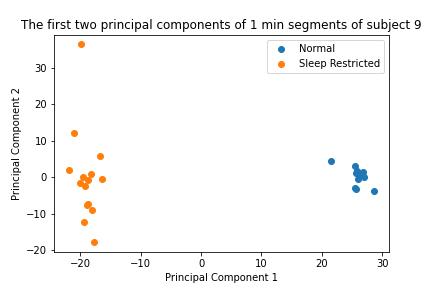 The first two principal components of 1 min segments of subject 9
Normal
Sleep Restricted
30
20
10
0
−10
−20
Principal Component 2
−20 −10 0 10 20 30
Principal Component 1